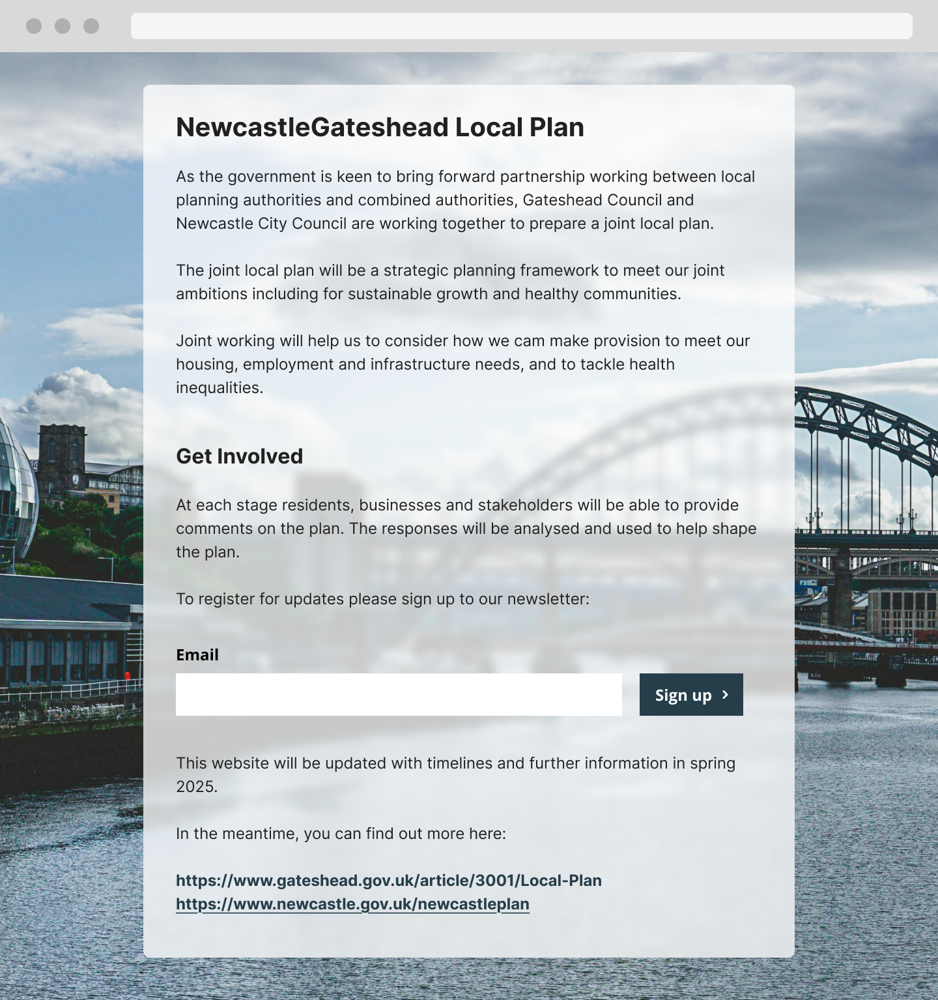 NewcastleGateshead Local Plan
As the government is keen to bring forward partnership working between local
planning authorities and combined authorities, Gateshead Council and
Newcastle City Council are working together to prepare a joint local plan.
The joint local plan will be a strategic planning framework to meet our joint
ambitions including for sustainable growth and healthy communities.
Joint working will help us to consider how we cam make provision to meet our
housing, employment and infrastructure needs, and to tackle health
inequalities.
Get Involved
At each stage residents, businesses and stakeholders will be able to provide
comments on the plan. The responses will be analysed and used to help shape
the plan.
To register for updates please sign up to our newsletter:
Email
Sign up
This website will be updated with timelines and further information in spring
2025.
In the meantime, you can find out more here:
https://www.gateshead.gov.uk/article/3001/Local-Plan
https://www.newcastle.gov.uk/newcastleplan